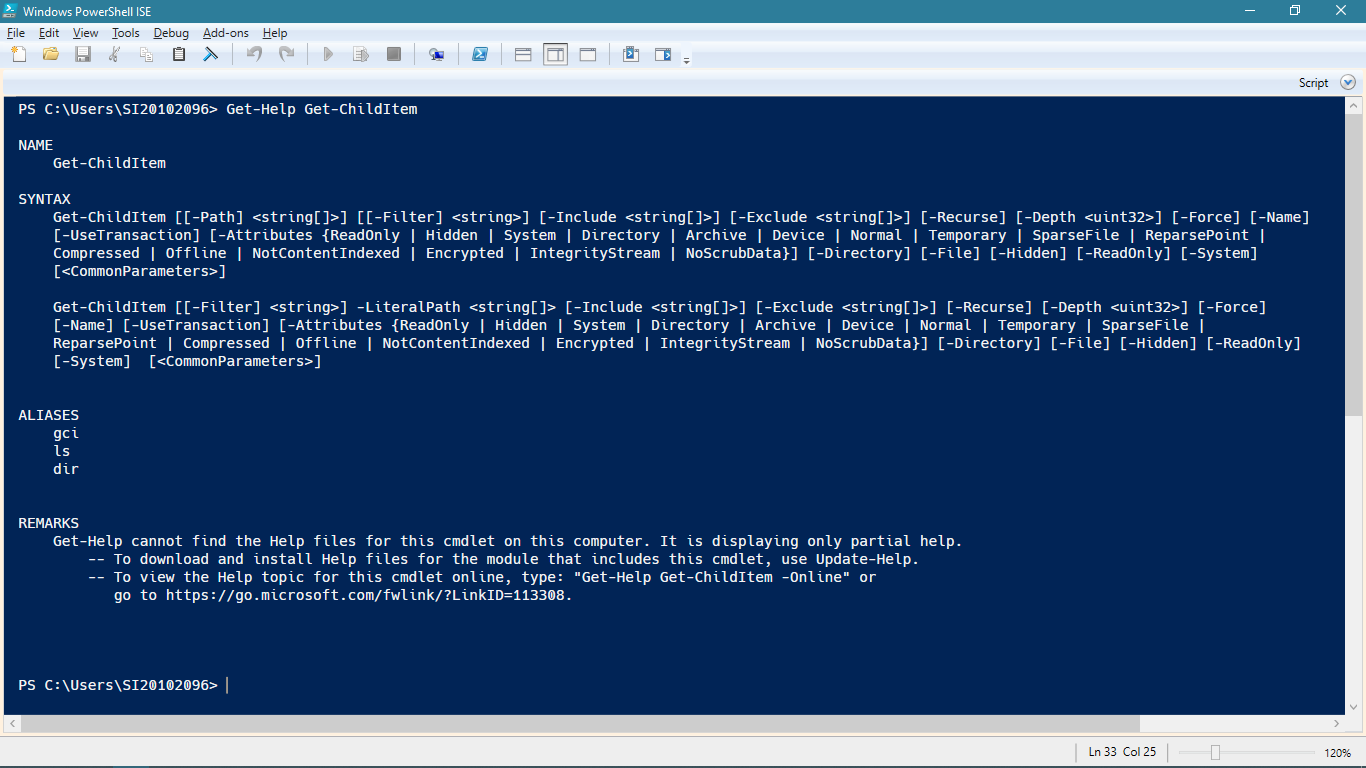 Windows PowerShell ISE
File Edit View Tools Debug Add-ons Help
Script
PS C:\Users\SI20102096> Get-Help Get-ChildItem
NAME
Get-ChildItem
SYNTAX
Get-ChildItem [[-Path] <string[]>] [[-Filter] <string>] [-Include <string[]>] [-Exclude <string[]>] [-Recurse] [-Depth <uint32>] [-Force] [-Name]
[-UseTransaction] [-Attributes {ReadOnly | Hidden | System | Directory | Archive | Device | Normal | Temporary | SparseFile | ReparsePoint |
Compressed | Offline | NotContentIndexed | Encrypted | IntegrityStream | NoScrubData}] [-Directory] [-File] [-Hidden] [-ReadOnly] [-System]
[<CommonParameters>]
Get-ChildItem [[-Filter] <string>] -LiteralPath <string[]> [-Include <string[]>] [-Exclude <string[]>] [-Recurse] [-Depth <uint32>] [-Force]
[-Name] [-UseTransaction] [-Attributes {ReadOnly | Hidden | System | Directory | Archive | Device | Normal | Temporary | SparseFile |
ReparsePoint | Compressed | Offline | NotContentIndexed | Encrypted | IntegrityStream | NoScrubData}] [-Directory] [-File] [-Hidden] [-ReadOnly]
[-System]  [<CommonParameters>]
ALIASES
gci
ls
dir
REMARKS
Get-Help cannot find the Help files for this cmdlet on this computer. It is displaying only partial help.
-- To download and install Help files for the module that includes this cmdlet, use Update-Help.
-- To view the Help topic for this cmdlet online, type: "Get-Help Get-ChildItem -Online" or
go to https://go.microsoft.com/fwlink/?LinkID=113308.
PS C:\Users\SI20102096>
Ln 33 Col 25 120%